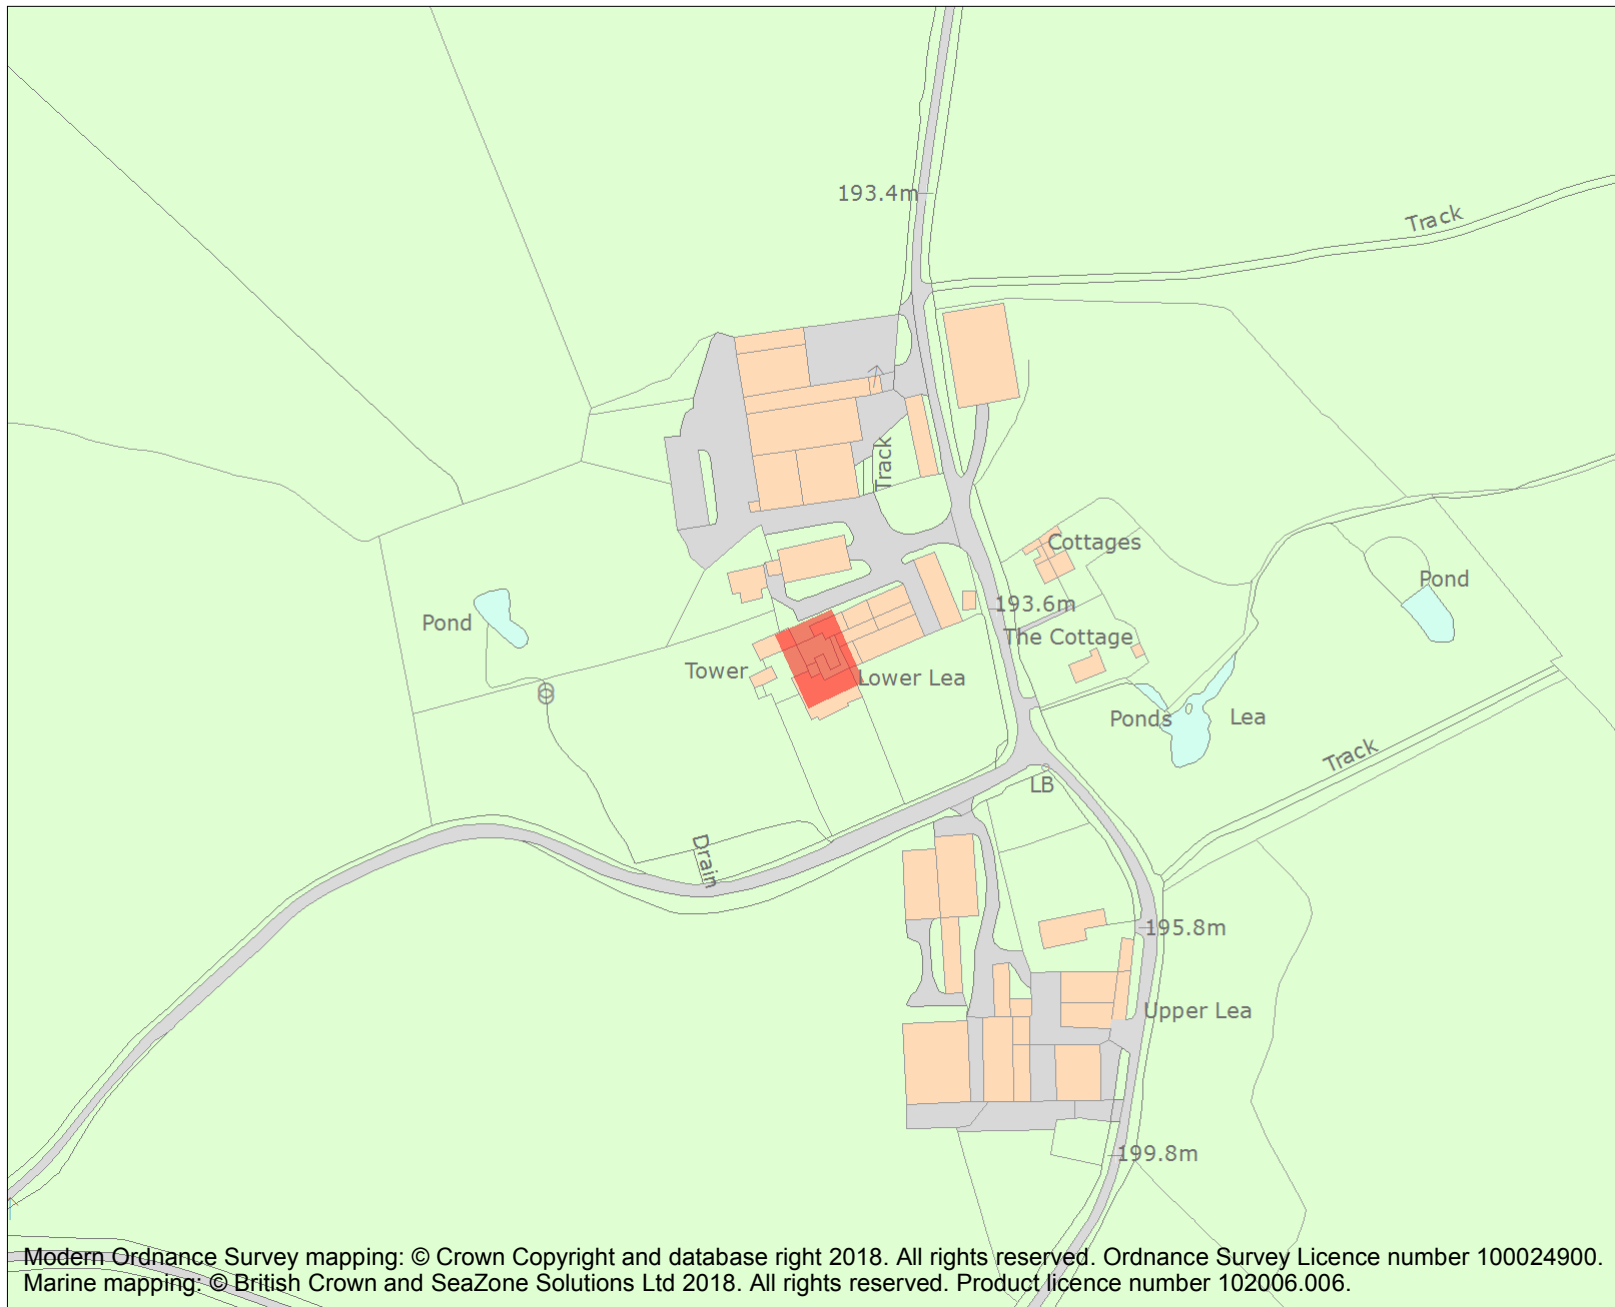 193.4m
Track
Track
Cottages
Pond
193.6m
Pond
The Cottage
Tower
Lower Lea
Ponds
Lea
Track
LB
Drain
195.8m
Upper Lea
199.8m
Modern Ordnance Survey mapping: © Crown Copyright and database right 2018. All rights reserved. Ordnance Survey Licence number 100024900.
Marine mapping: © British Crown and SeaZone Solutions Ltd 2018. All rights reserved. Product licence number 102006.006.